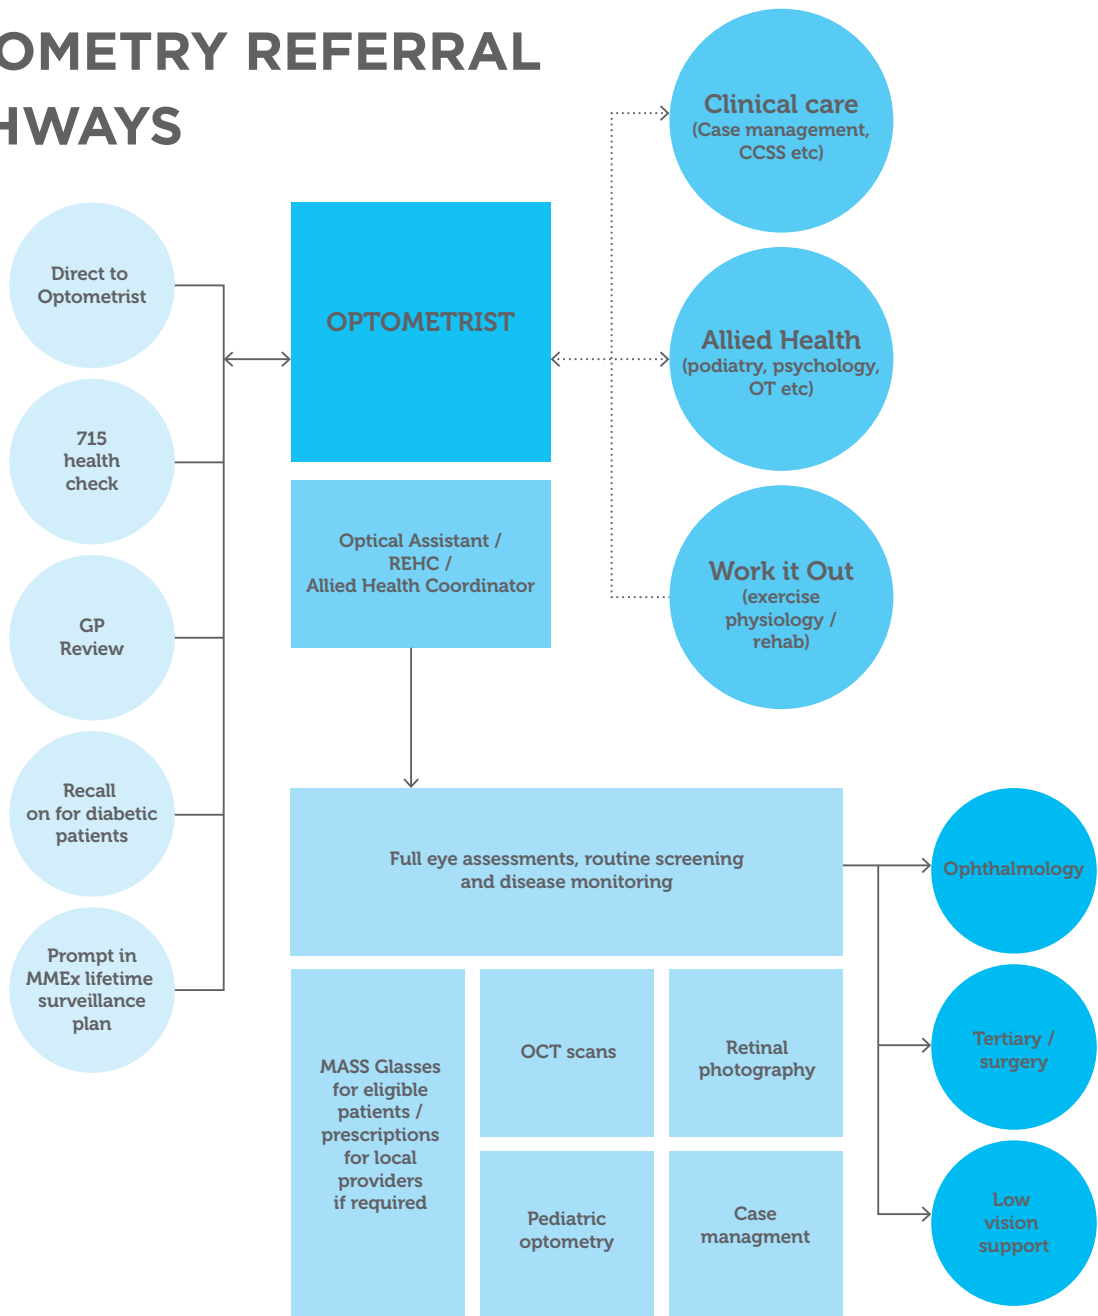 OMETRY REFERRAL
HWAYS
Clinical care
(Case management,
CCSS etc)
Direct to
Optometrist
OPTOMETRIST
Allied Health
(podiatry, psychology,
OT etc)
715
health
check
Optical Assistant /
REHC /
Allied Health Coordinator
Work it Out
(exercise
physiology /
rehab)
GP
Review
Recall
on for diabetic
patients
Full eye assessments, routine screening
and disease monitoring
Ophthalmology
Prompt in
MMEx lifetime
surveillance
plan
MASS Glasses
for eligible
patients /
prescriptions
for local
providers
if required
OCT scans
Retinal
photography
Tertiary /
surgery
Pediatric
optometry
Case
managment
Low
vision
support